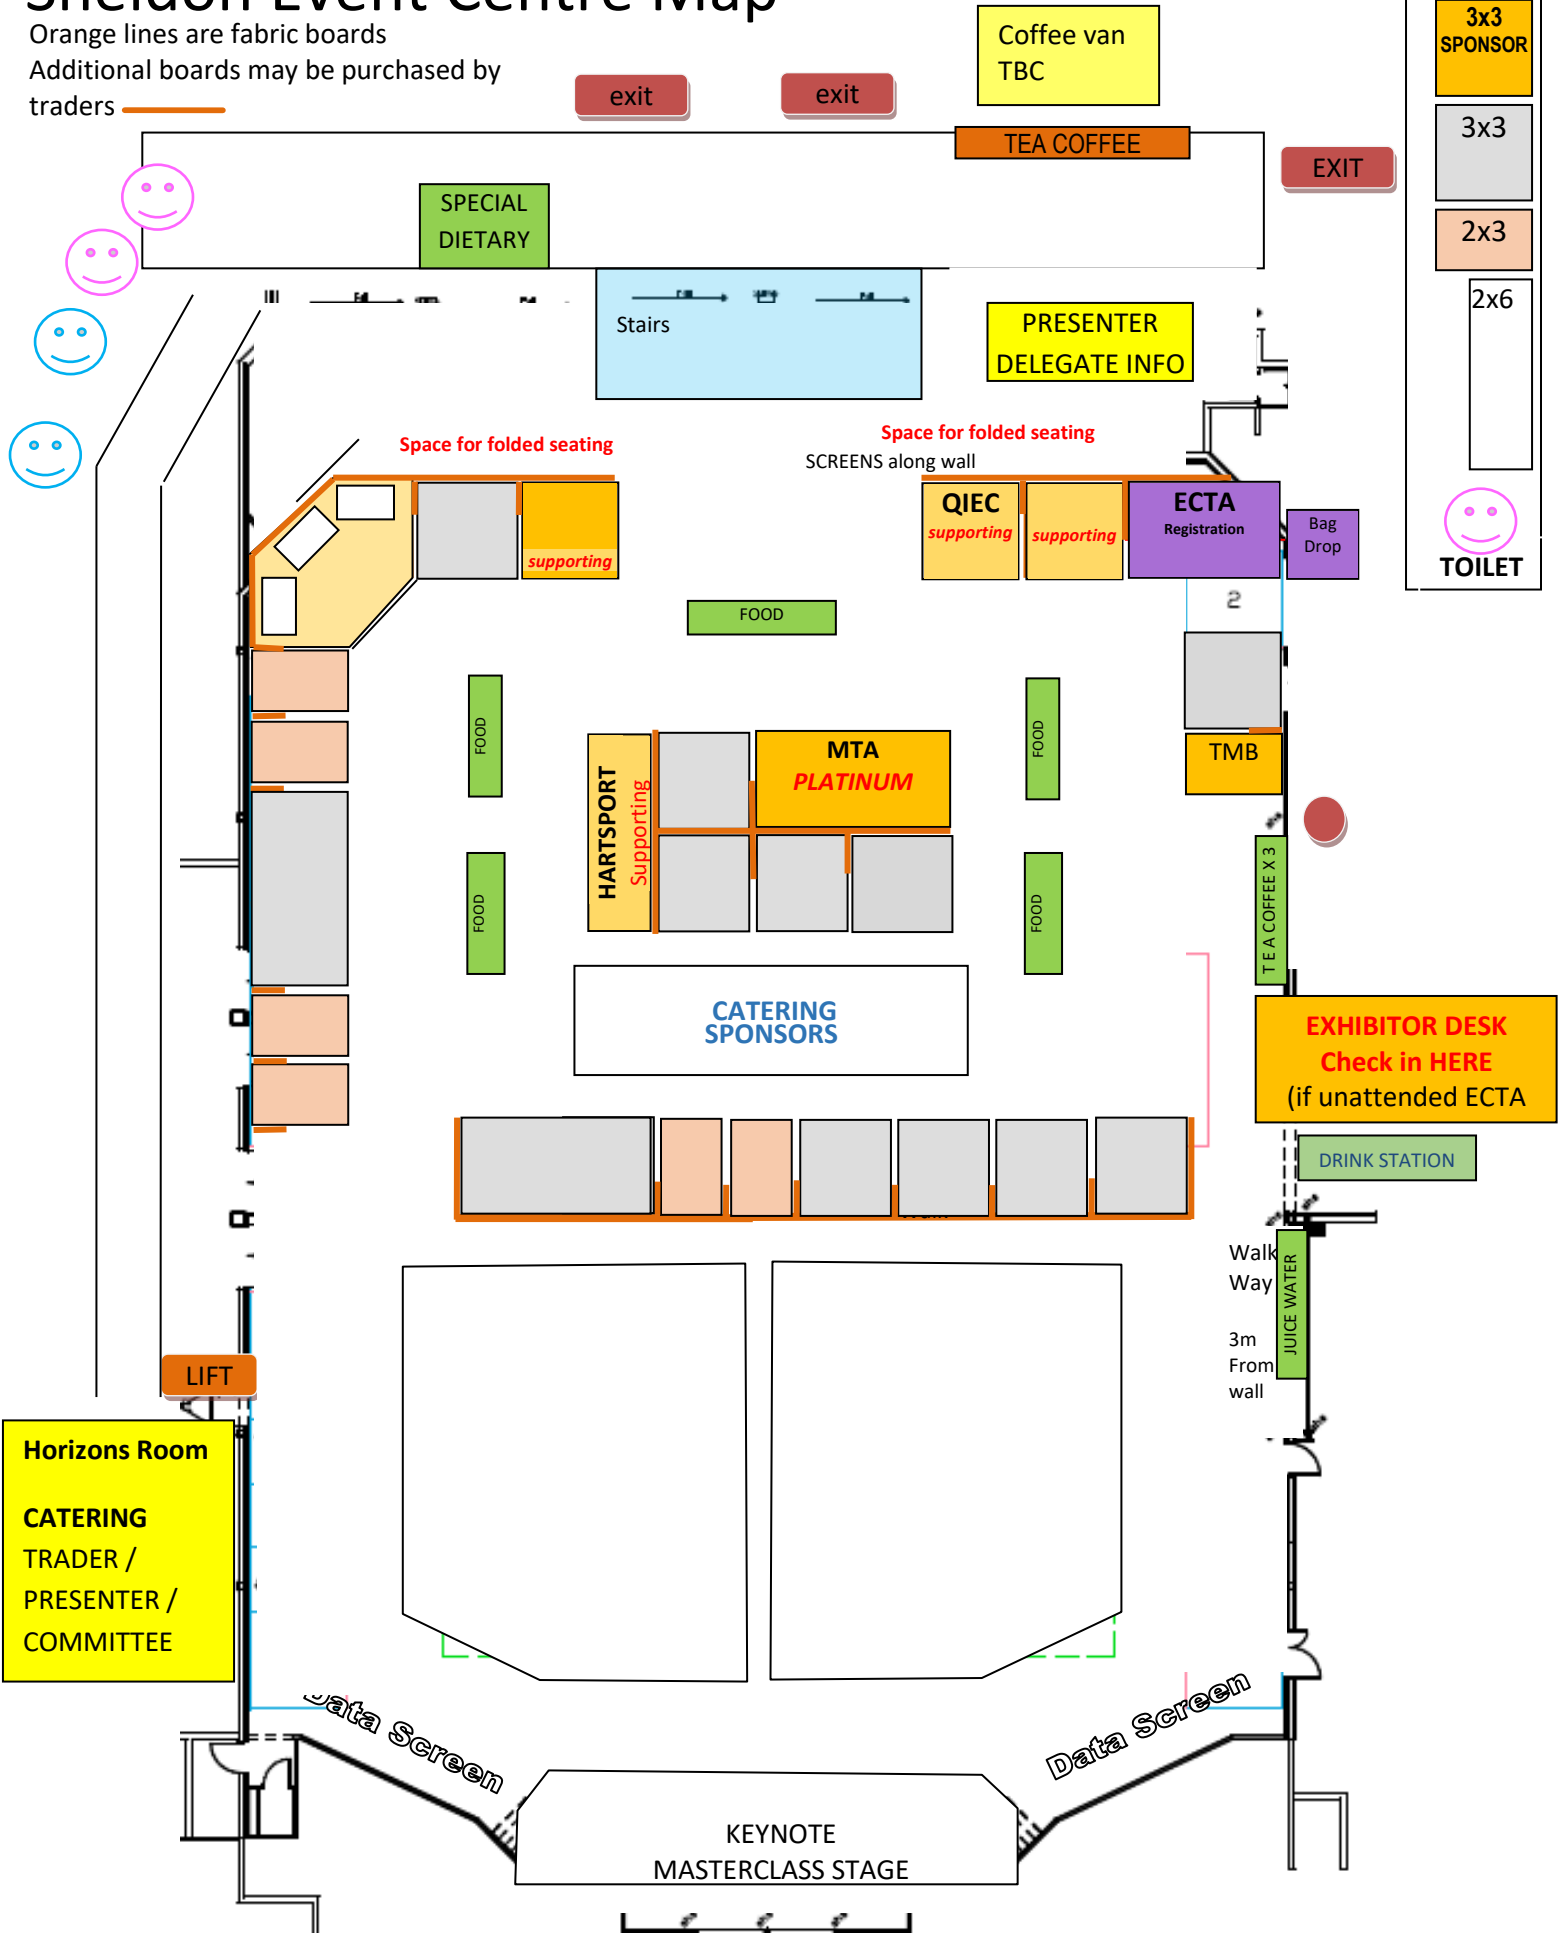 Sheldon Event Centre Map
Orange lines are fabric boards
Additional boards may be purchased by
traders
exit
exit
Coffee van
TBC
3x3
SPONSOR
TEA COFFEE
EXIT
3x3
SPECIAL
DIETARY
2x3
2x6
Stairs
PRESENTER
DELEGATE INFO
Space for folded seating
Space for folded seating
SCREENS along wall
supporting
QIEC
supporting
supporting
ECTA
Registration
Bag
Drop
TOILET
2
FOOD
FOOD
FOOD
HARTSPORT
Supporting
MTA
PLATINUM
TMB
FOOD
FOOD
TEA COFFEE X 3
CATERING
SPONSORS
EXHIBITOR DESK
Check in HERE
(if unattended ECTA
DRINK STATION
Walk
Way
3m
From
wall
JUICE WATER
LIFT
Horizons Room
CATERING
TRADER /
PRESENTER /
COMMITTEE
Data Screen
Data Screen
KEYNOTE
MASTERCLASS STAGE